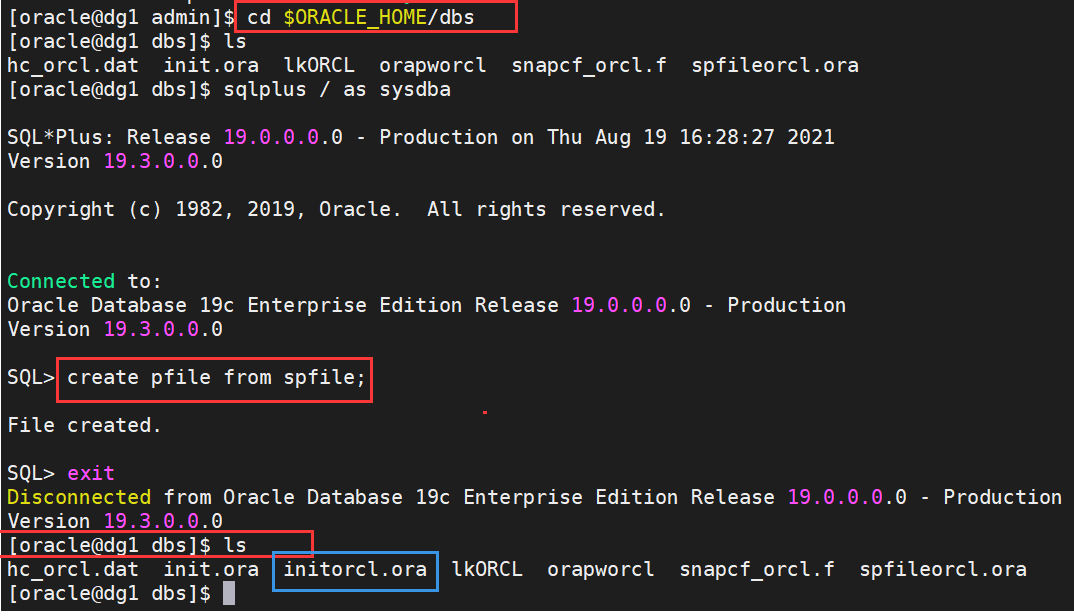 [oracle@dg1 admin]$ cd $ORACLE_HOME/dbs
[oracle@dg1 dbs]$ ls
hc_orcl.dat  init.ora  lkORCL  orapworcl  snapcf_orcl.f  spfileorcl.ora
[oracle@dg1 dbs]$ sqlplus / as sysdba
SQL*Plus: Release 19.0.0.0.0 - Production on Thu Aug 19 16:28:27 2021
Version 19.3.0.0.0
Copyright (c) 1982, 2019, Oracle.  All rights reserved.
Connected to:
Oracle Database 19c Enterprise Edition Release 19.0.0.0.0 - Production
Version 19.3.0.0.0
SQL> create pfile from spfile;
File created.
SQL> exit
Disconnected from Oracle Database 19c Enterprise Edition Release 19.0.0.0.0 - Production
Version 19.3.0.0.0
[oracle@dg1 dbs]$ ls
hc_orcl.dat  init.ora  initorcl.ora  lkORCL  orapworcl  snapcf_orcl.f  spfileorcl.ora
[oracle@dg1 dbs]$